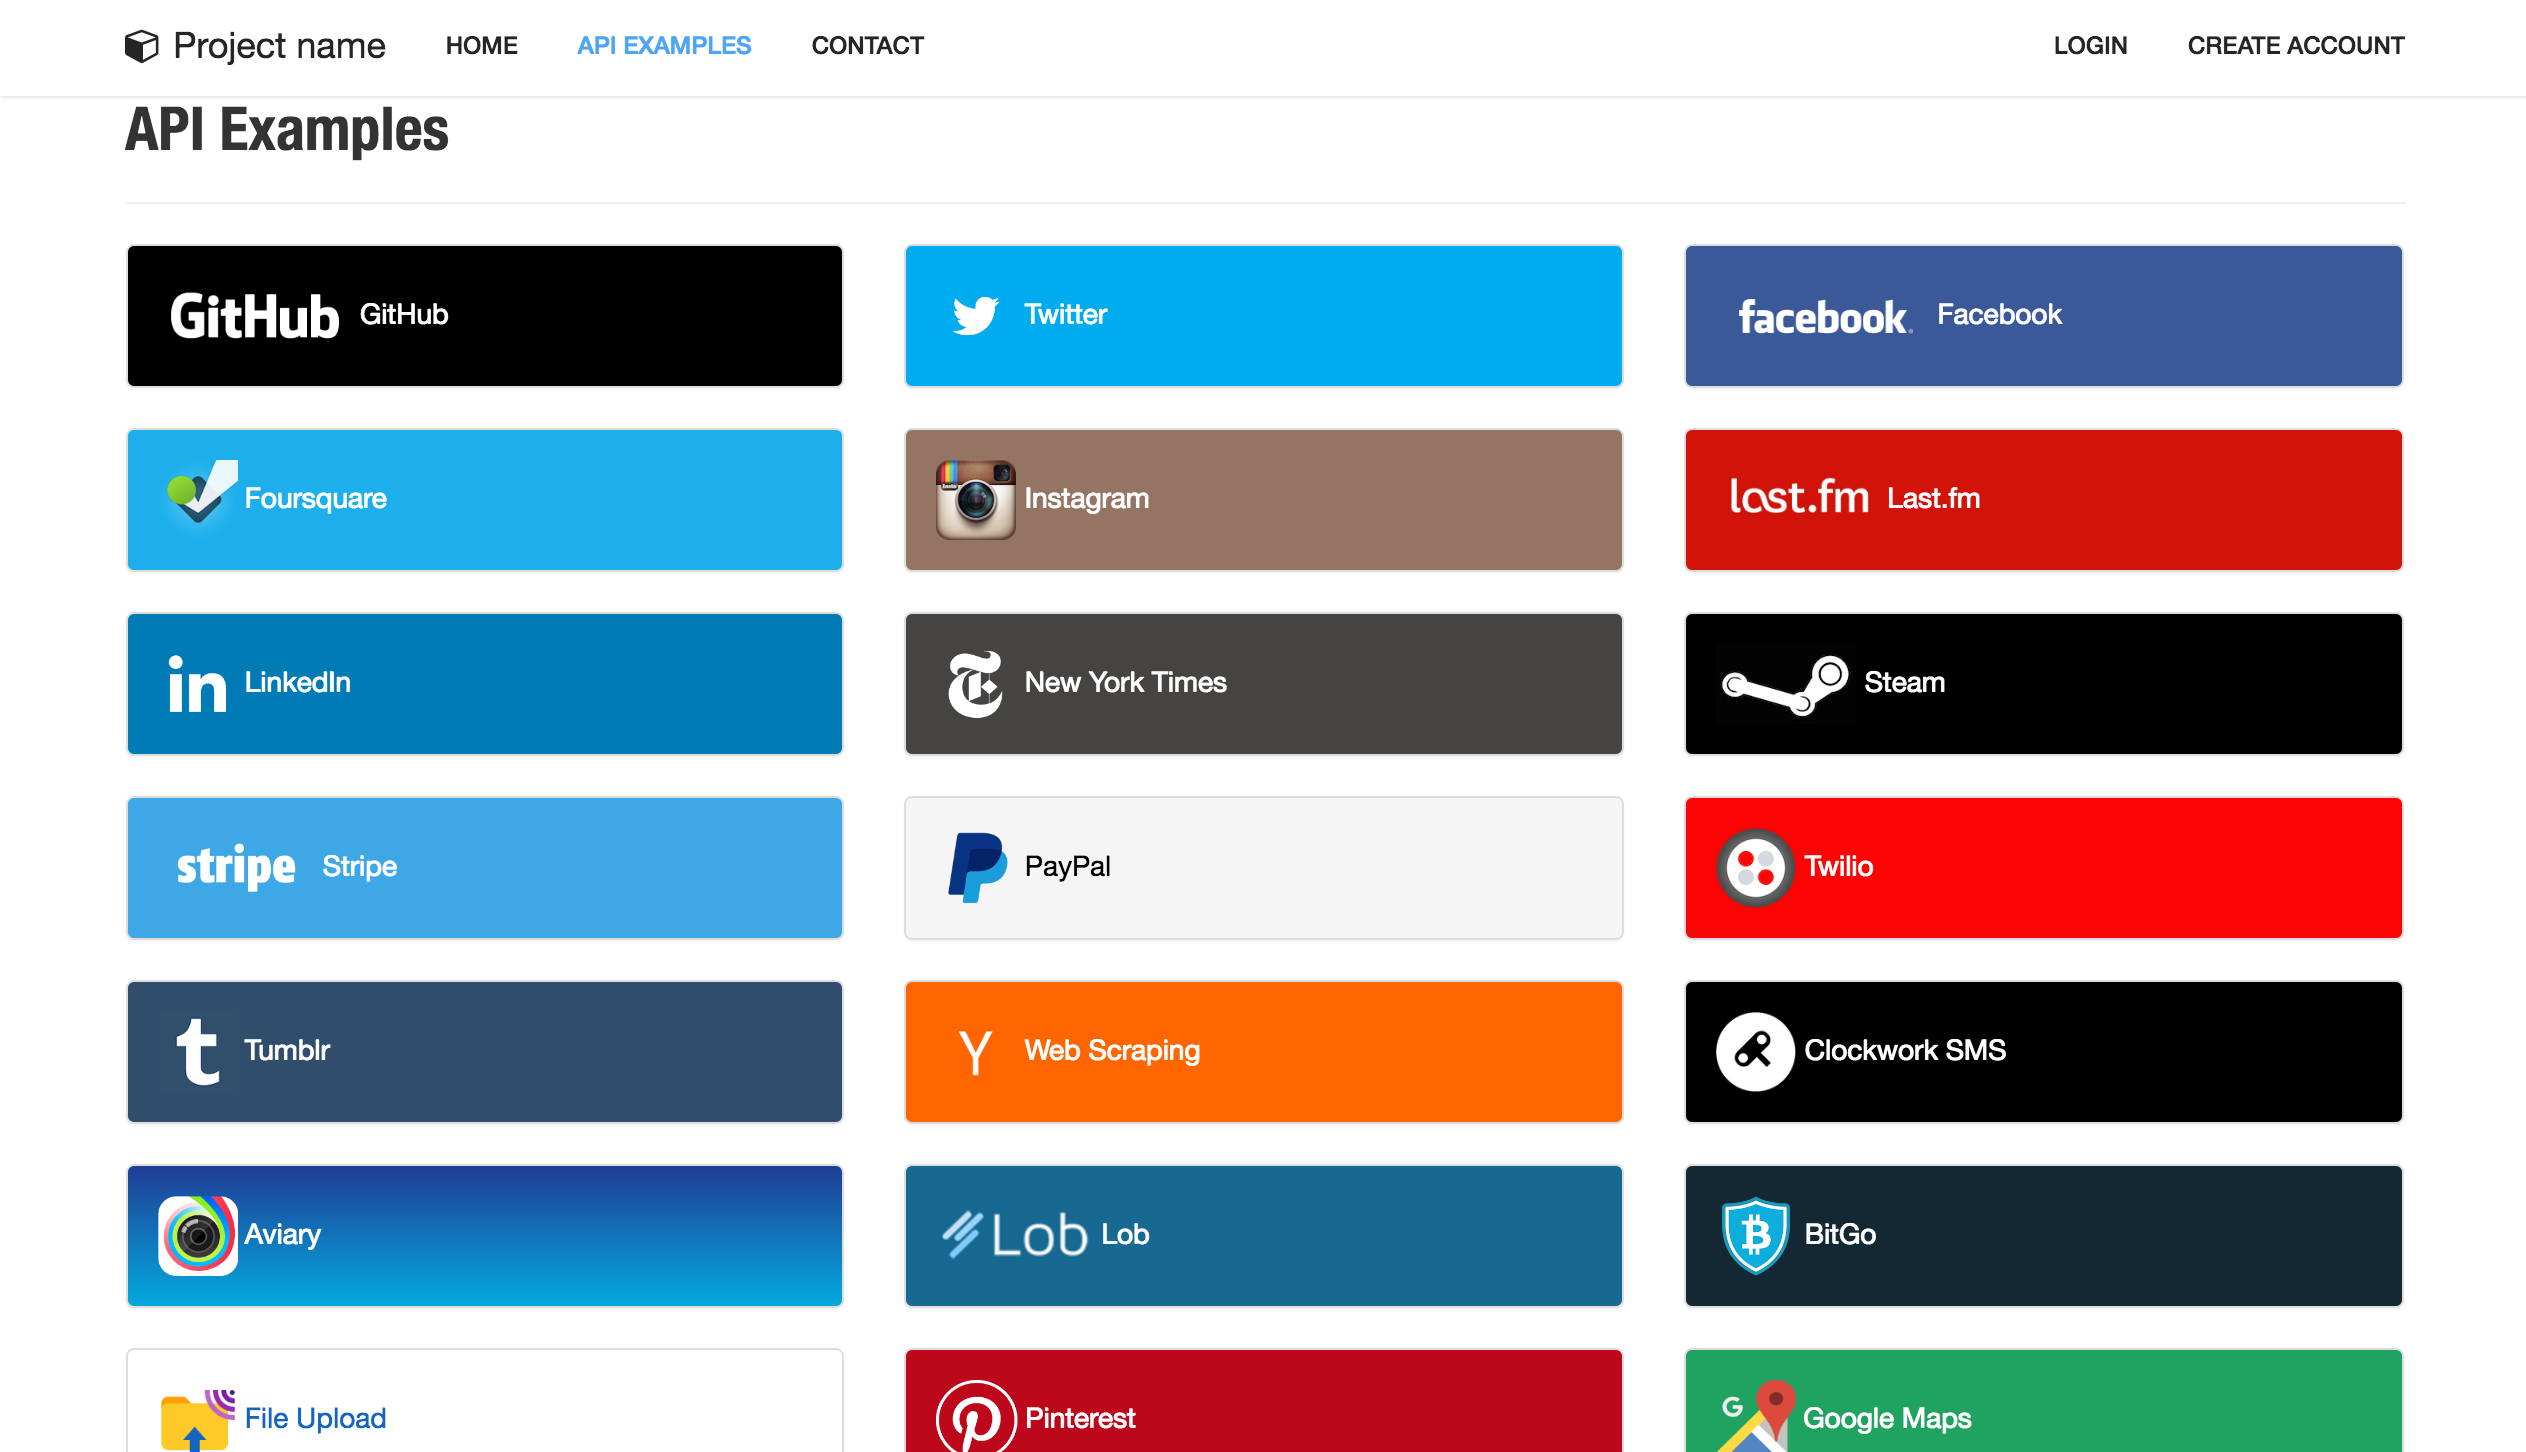 Project name HOME API EXAMPLES CONTACT LOGIN CREATE ACCOUNT
API Examples
GitHub GitHub
Twitter
facebook. Facebook
Foursquare
Instagram
last.fm Last.fm
in LinkedIn
New York Times
Steam
stripe Stripe
PayPal
Twilio
t Tumblr
Y Web Scraping
Clockwork SMS
Aviary
Lob Lob
BitGo
File Upload
Pinterest
G Google Maps